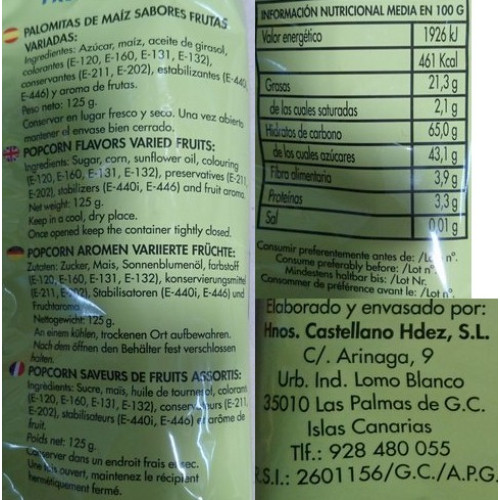 PALOMITAS DE MAÍZ SABORES FRUTAS
VARIADAS:
Ingredientes: Azúcar, maíz, aceite de girasol,
colorantes (E-120, E-160, E-131, E-132),
conservantes (E-211, E-202), estabilizantes (E-440i,
E-446) y aroma de frutas.
Peso neto: 125 g.
Conservar en lugar fresco y seco. Una vez abierto
mantener el envase bien cerrado.
POPCORN FLAVORS VARIED FRUITS:
Ingredients: Sugar, corn, sunflower oil, colouring
(E-120, E-160, E-131, E-132), preservatives (E-211,
E-202), stabilizers (E-440i, E-446) and fruit aroma.
Net weight: 125 g.
Keep in a cool, dry place.
Once opened keep the container tightly closed.
POPCORN AROMEN VARIIERTE FRÜCHTE:
Zutaten: Zucker, Mais, Sonnenblumenöl, farbstoff
(E-120, E-160, E-131, E-132), konservierungsmittel
(E-211, E-202), Stabilisatoren (E-440i, E-446) und
Fruchtaroma.
Nettogewicht: 125 g.
An einem kühlen, trockenen Ort aufbewahren.
Nach dem öffnen den Behälter fest verschlossen
halten.
POPCORN SAVEURS DE FRUITS ASSORTIS:
Ingrédients: Sucre, mais, huile de tournesol, colorants
(E-120, E-160, E-131, E-132), conservateurs (E-211,
E-202), stabilisateurs (E-440i, E-446) et arôme de
fruit.
Poids net: 125 g.
Conserver dans un endroit frais et sec.
Une fois ouvert, maintenez le récipient
hermétiquement fermé.
INFORMACIÓN NUTRICIONAL MEDIA EN 100 G
Valor energético 1926 kJ
461 Kcal
Grasas 21,3 g
de las cuales saturadas 2,1 g
Hidratos de carbono 65,0 g
de los cuales azúcares 43,1 g
Fibra alimentaria 3,9 g
Proteínas 3,3 g
Sal 0,01 g
Consumir preferentemente antes de: /Lote nº.
Consume preferably before: /Lot nº.
Mindestens haltbar bis: /Lot Nr.
Consommer de préférence avant le: /Lot nº.
Elaborado y envasado por:
Hnos. Castellano Hdez, S.L.
C/. Arinaga, 9
Urb. Ind. Lomo Blanco
35010 Las Palmas de G.C.
Islas Canarias
Tlf.: 928 480 055
R.S.I.: 2601156/G.C./A.P.G.